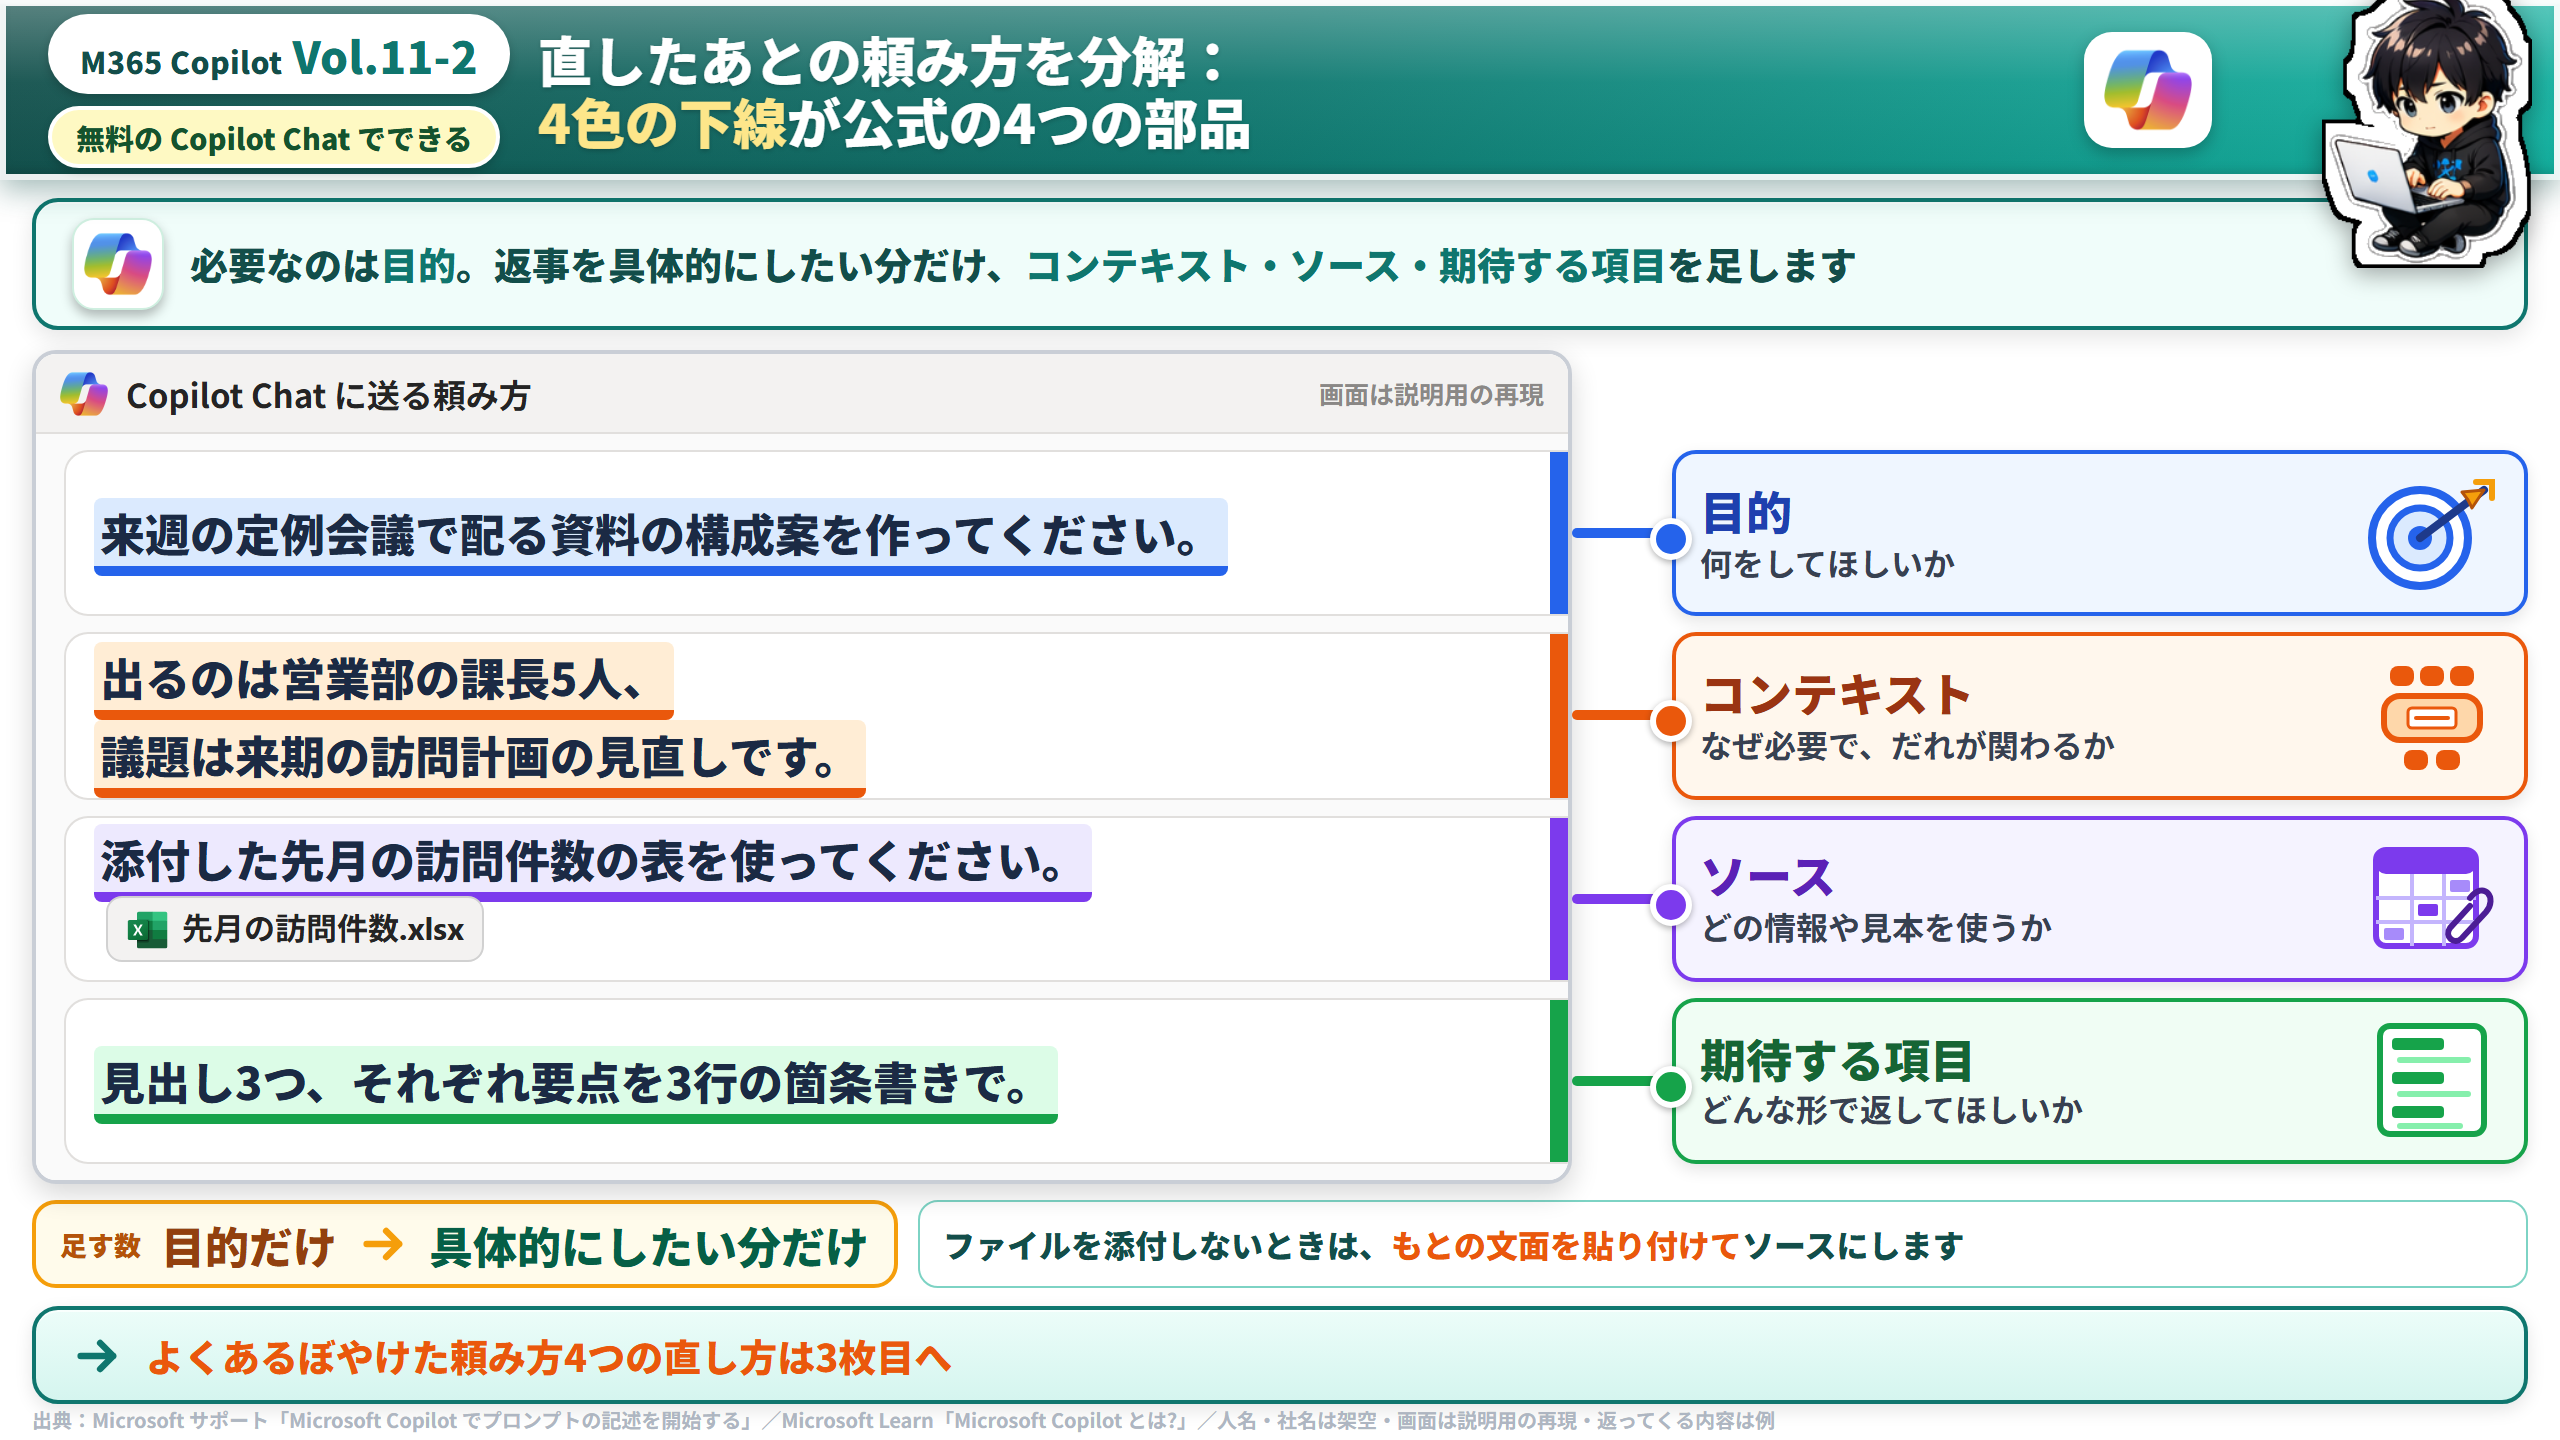 M365 Copilot Vol.11-2
無料の Copilot Chat でできる
直したあとの頼み方を分解：
4色の下線が公式の4つの部品
必要なのは目的。返事を具体的にしたい分だけ、コンテキスト・ソース・期待する項目を足します
Copilot Chat に送る頼み方
画面は説明用の再現
来週の定例会議で配る資料の構成案を作ってください。
目的
何をしてほしいか
出るのは営業部の課長5人、
議題は来期の訪問計画の見直しです。
コンテキスト
なぜ必要で、だれが関わるか
添付した先月の訪問件数の表を使ってください。
X 先月の訪問件数.xlsx
ソース
どの情報や見本を使うか
見出し3つ、それぞれ要点を3行の箇条書きで。
期待する項目
どんな形で返してほしいか
足す数 目的だけ → 具体的にしたい分だけ
ファイルを添付しないときは、もとの文面を貼り付けてソースにします
→ よくあるぼやけた頼み方4つの直し方は3枚目へ
出典：Microsoft サポート「Microsoft Copilot でプロンプトの記述を開始する」／Microsoft Learn「Microsoft Copilot とは?」／人名・社名は架空・画面は説明用の再現・返ってくる内容は例